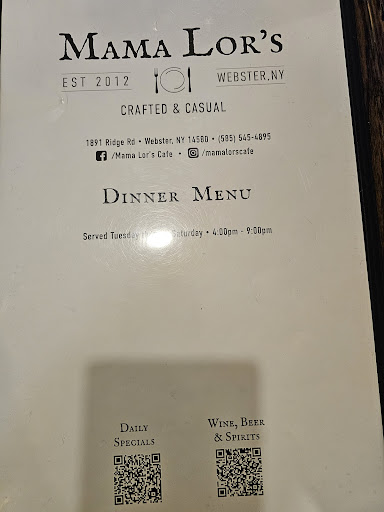 MAMA LOR'S
EST 2012
WEBSTER, NY
CRAFTED & CASUAL
1891 Ridge Rd • Webster, NY 14580 • (585) 545-4895
/Mama Lor's Cafe • /mamalorscafe
DINNER MENU
Served Tuesday Saturday • 4:00pm - 9:00pm
DAILY
SPECIALS
WINE, BEER
& SPIRITS